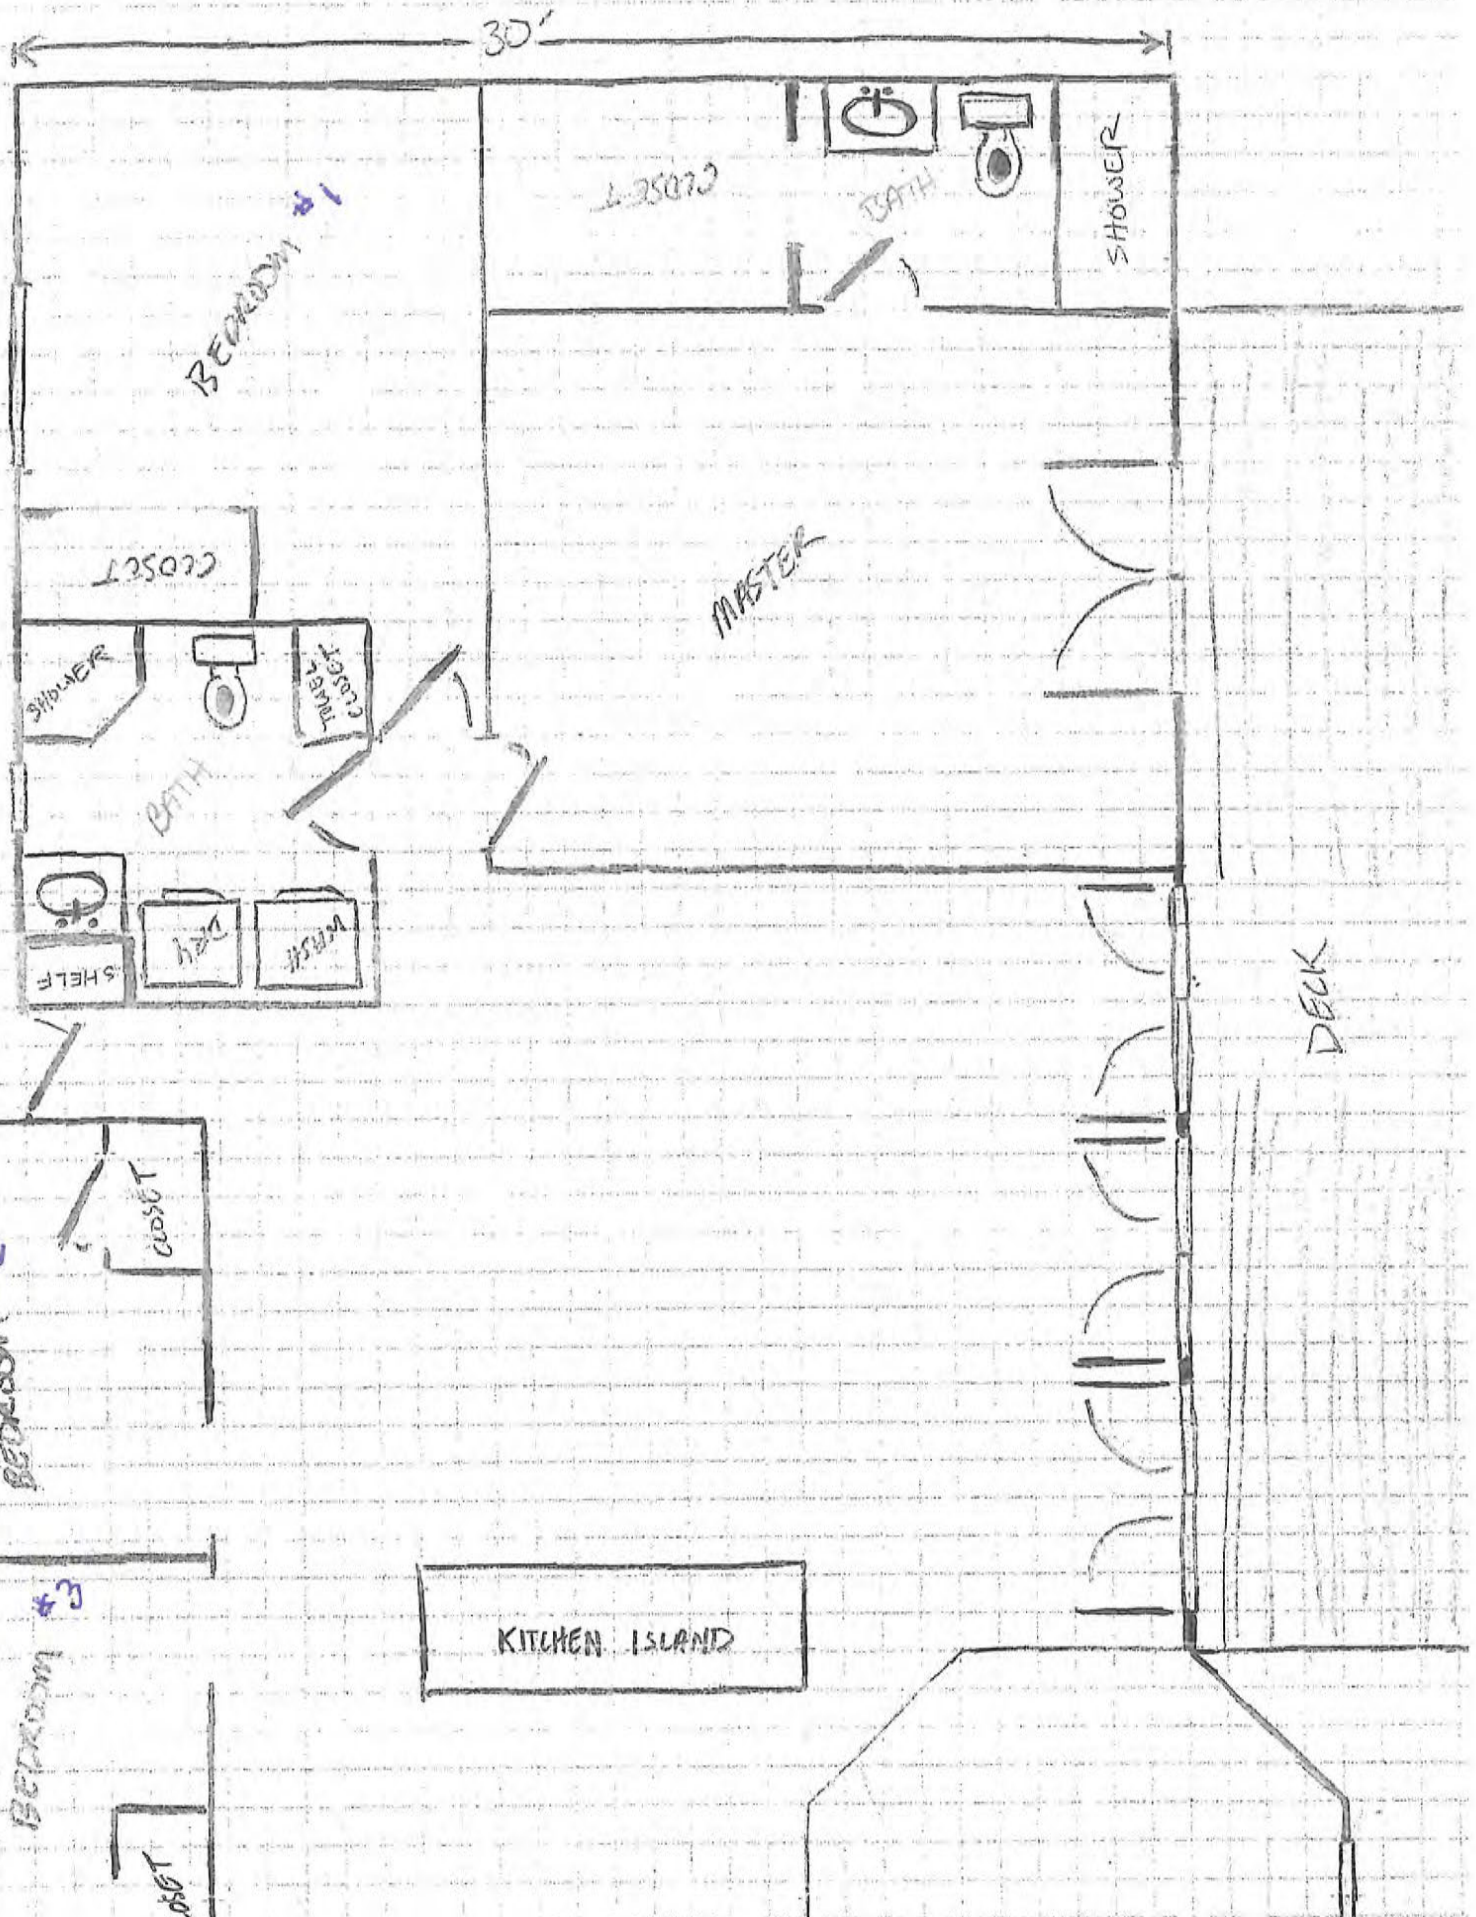 30'
BEDROOM #1
CLOSET
BATH
SHOWER
MASTER
CLOSET
SHOWER
TOWEL
CLOSET
BATH
SHELF
DRY
WASH
DECK
CLOSET
BEDROOM
KITCHEN ISLAND
BEDROOM #3